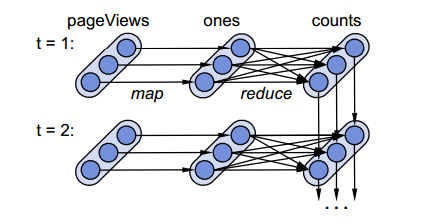 pageViews ones counts
t = 1:
map reduce
t = 2:
. . .